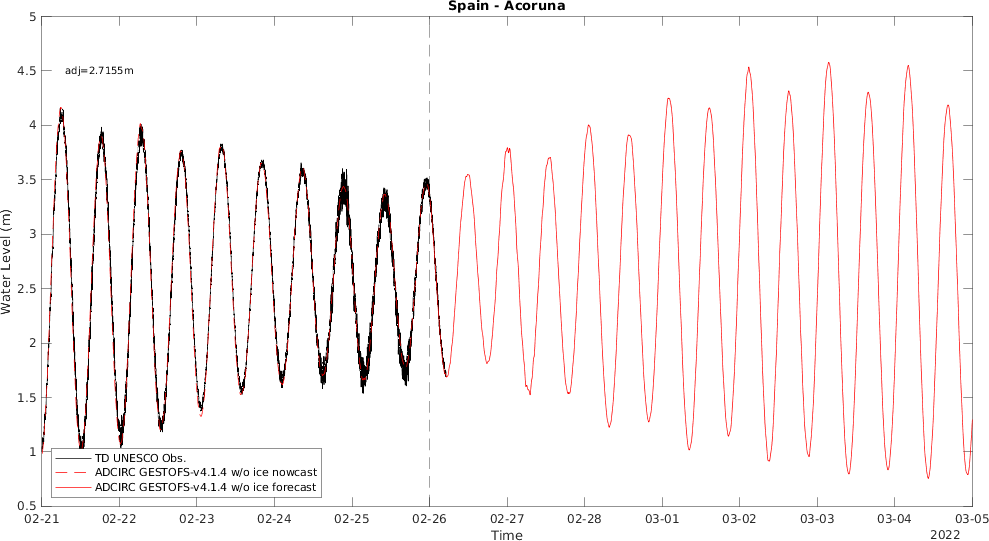 Spain - Acoruna
5
4.5
4
3.5
3
2.5
2
1.5
1
0.5
Water Level (m)
adj=2.7155m
TD UNESCO Obs.
ADCIRC GESTOFS-v4.1.4 w/o ice nowcast
ADCIRC GESTOFS-v4.1.4 w/o ice forecast
02-21 02-22 02-23 02-24 02-25 02-26 02-27 02-28 03-01 03-02 03-03 03-04 03-05
Time
2022